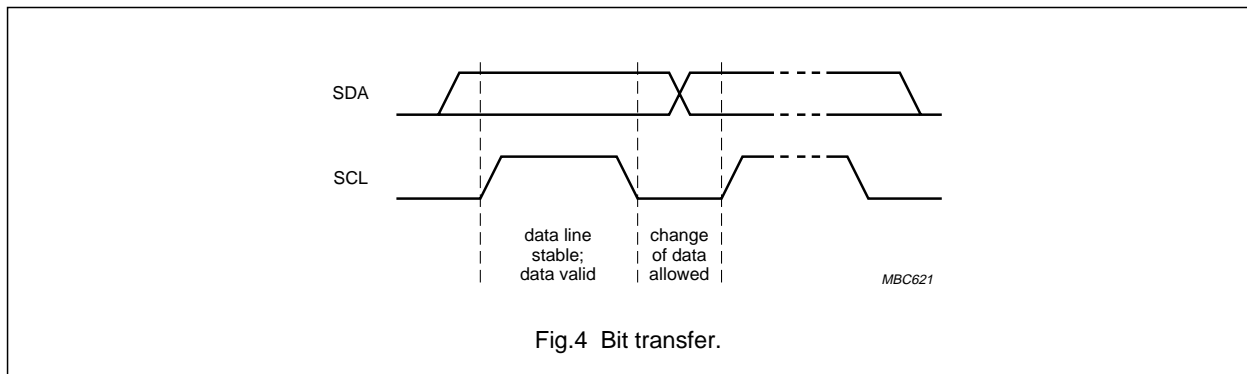 SDA
SCL
data line
stable;
data valid
change
of data
allowed
MBC621
Fig.4 Bit transfer.